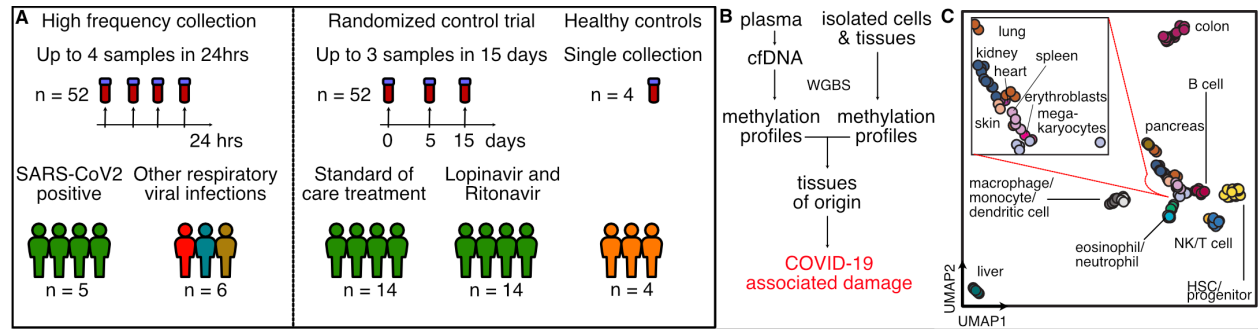 A
High frequency collection
Up to 4 samples in 24hrs
n = 52
24 hrs
SARS-CoV2
positive
n = 5
Other respiratory
viral infections
n = 6
Randomized control trial
Up to 3 samples in 15 days
n = 52
0 5 15 days
Standard of
care treatment
n = 14
Lopinavir and
Ritonavir
n = 14
Healthy controls
Single collection
n = 4
n = 4
B
plasma
cfDNA
methylation
profiles
isolated cells
& tissues
WGBS
methylation
profiles
tissues
of origin
COVID-19
associated damage
C
lung
kidney
heart
spleen
erythroblasts
mega-
karyocytes
skin
colon
B cell
pancreas
macrophage/
monocyte/
dendritic cell
eosinophil/
neutrophil
NK/T cell
HSC/
progenitor
liver
UMAP2
UMAP1